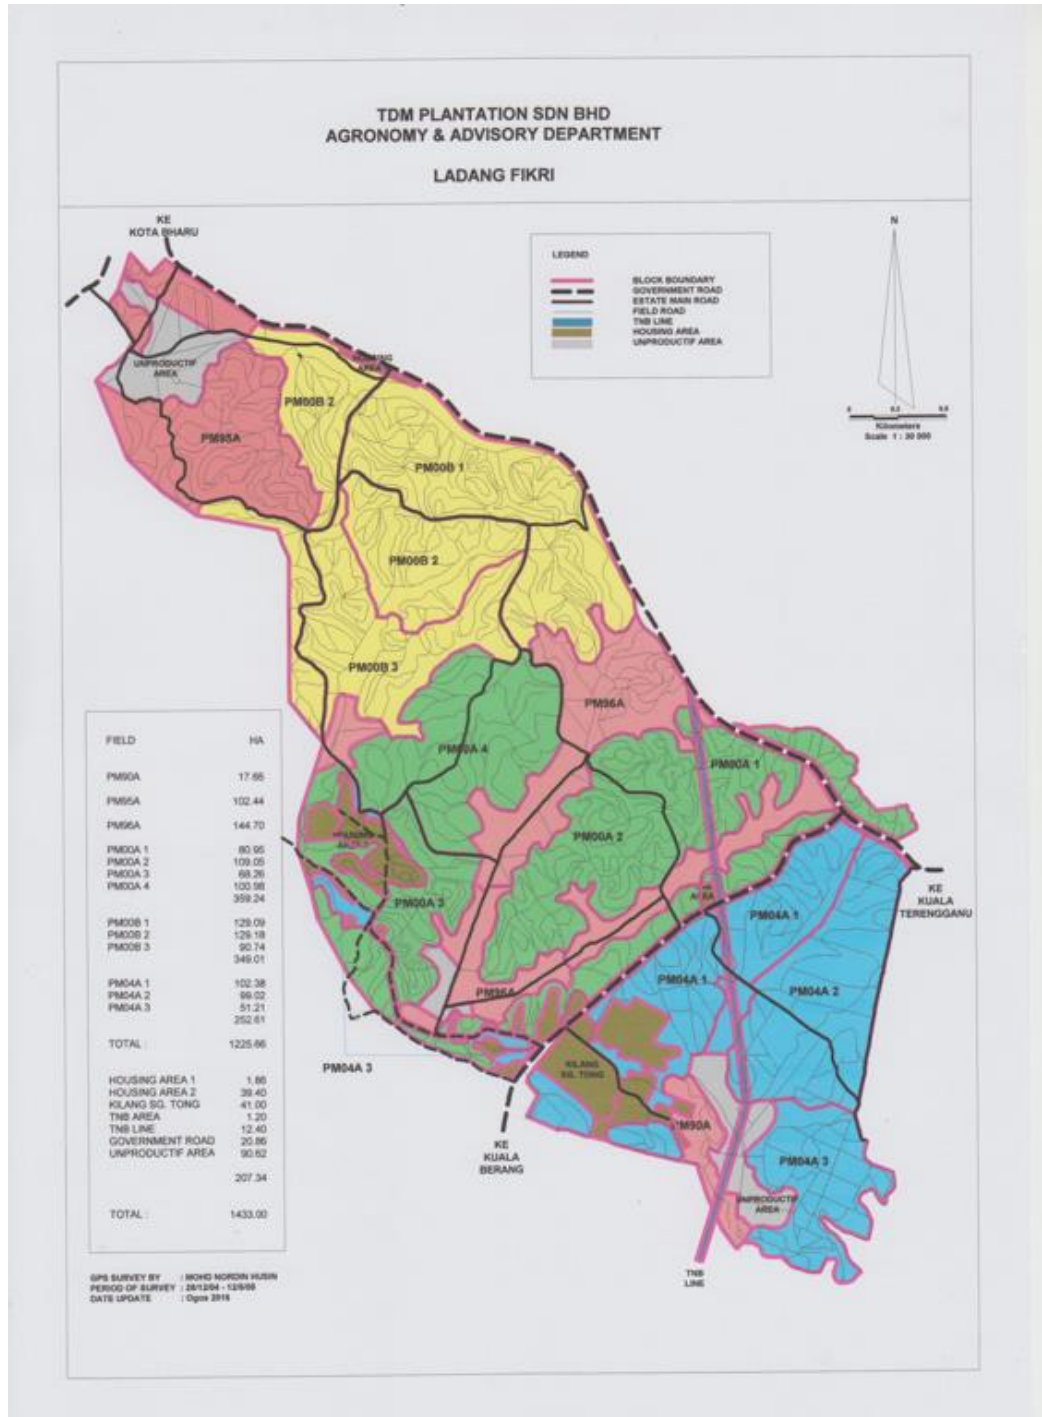 TDM PLANTATION SDN BHD
AGRONOMY & ADVISORY DEPARTMENT
LADANG FIKRI
KE
KOTA BHARU
N
LEGEND
BLOCK BOUNDARY
GOVERNMENT ROAD
ESTATE MAIN ROAD
FIELD ROAD
TNB LINE
HOUSING AREA
UNPRODUCTIF AREA
Kilometers
Scale 1 : 30 000
UNPRODUCTIF
AREA
HOUSING
AREA
PM00B 2
PM95A
PM00B 1
PM00B 2
PM00B 3
PM96A
PM00A 4
PM00A 1
PM00A 2
HOUSING
PM00A 3
AREA
KE
KUALA
TERENGGANU
PM04A 1
PM04A 1
PM04A 2
PM96A
PM04A 3
KILANG
SG. TONG
PM90A
PM04A 3
KE
KUALA
BERANG
UNPRODUCTIF
AREA
TNB
LINE
FIELD HA
PM90A 17.66
PM95A 102.44
PM96A 144.70
PM00A 1 80.95
PM00A 2 109.05
PM00A 3 68.26
PM00A 4 100.98
359.24
PM00B 1 129.09
PM00B 2 129.18
PM00B 3 90.74
349.01
PM04A 1 102.38
PM04A 2 99.02
PM04A 3 51.21
252.61
TOTAL : 1225.66
HOUSING AREA 1 1.86
HOUSING AREA 2 39.40
KILANG SG. TONG 41.00
TNB AREA 1.20
TNB LINE 12.40
GOVERNMENT ROAD 20.86
UNPRODUCTIF AREA 90.62
207.34
TOTAL : 1433.00
GPS SURVEY BY : MOHD NORDIN HUSIN
PERIOD OF SURVEY : 28/12/04 -
DATE UPDATE : Ogos 2016